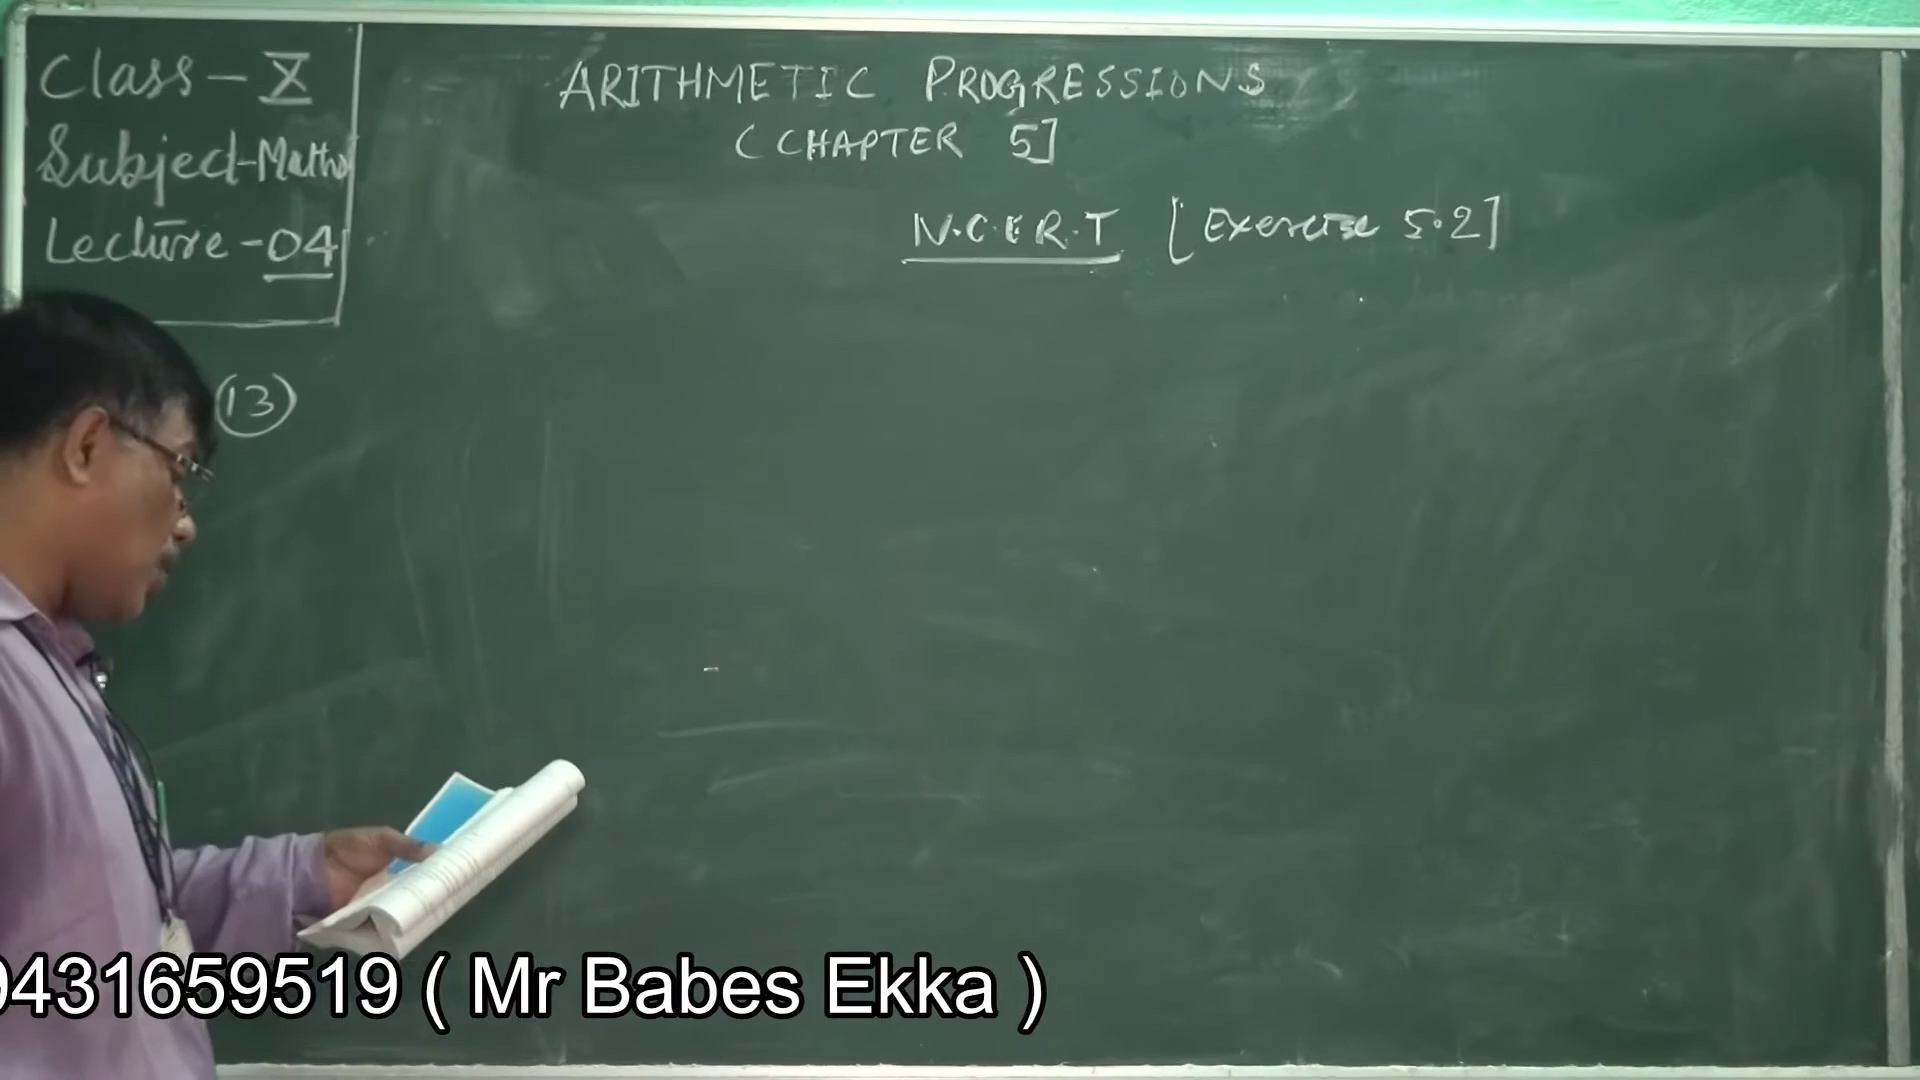 Class - X
Subject - Maths
Lecture - 04
ARITHMETIC PROGRESSIONS
(CHAPTER 5]
N.C.E.R.T [Exercise 5.2]
(13)
9431659519 ( Mr Babes Ekka )